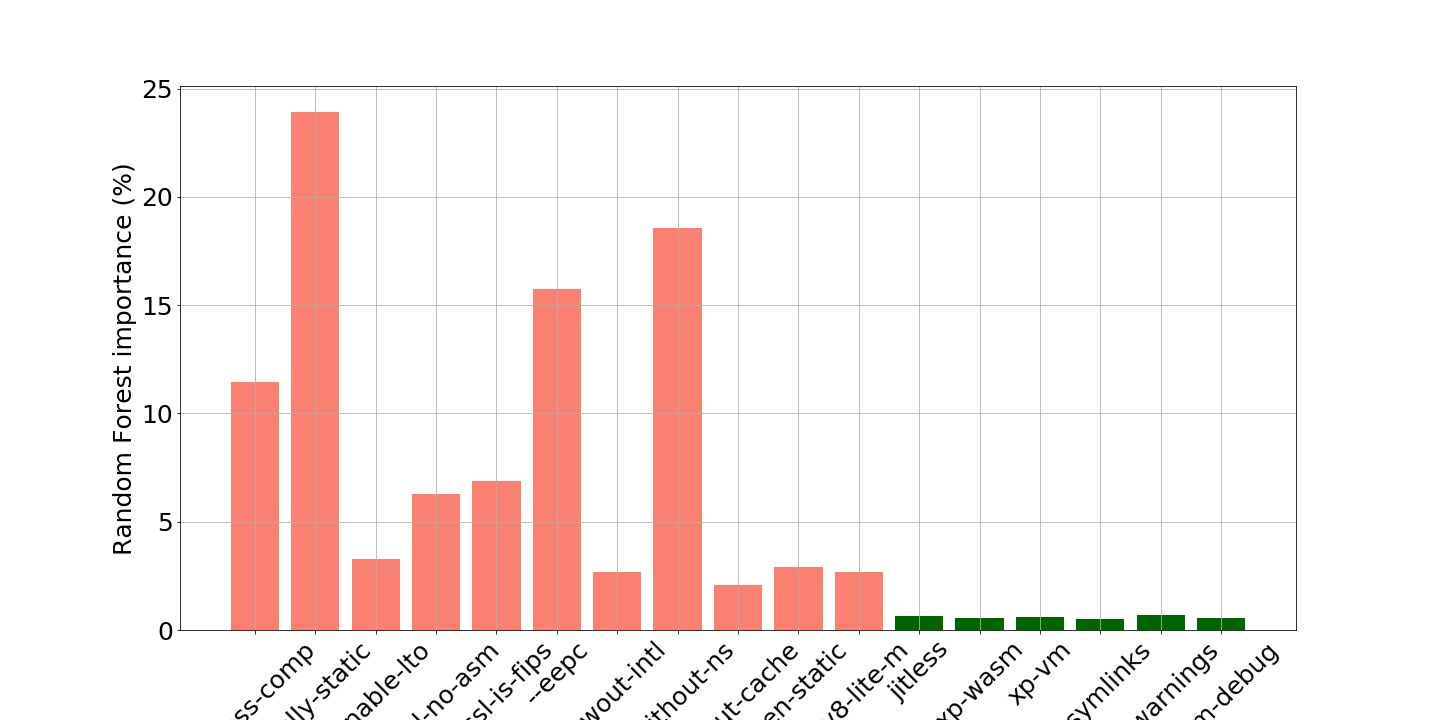 Random Forest importance (%)
25
20
15
10
5
0
ss-comp
lly-static
nable-lto
l-no-asm
sl-is-fips
--eepc
wout-intl
ithout-ns
ut-cache
en-static
v8-lite-m
jitless
xp-wasm
xp-vm
symlinks
warnings
m-debug